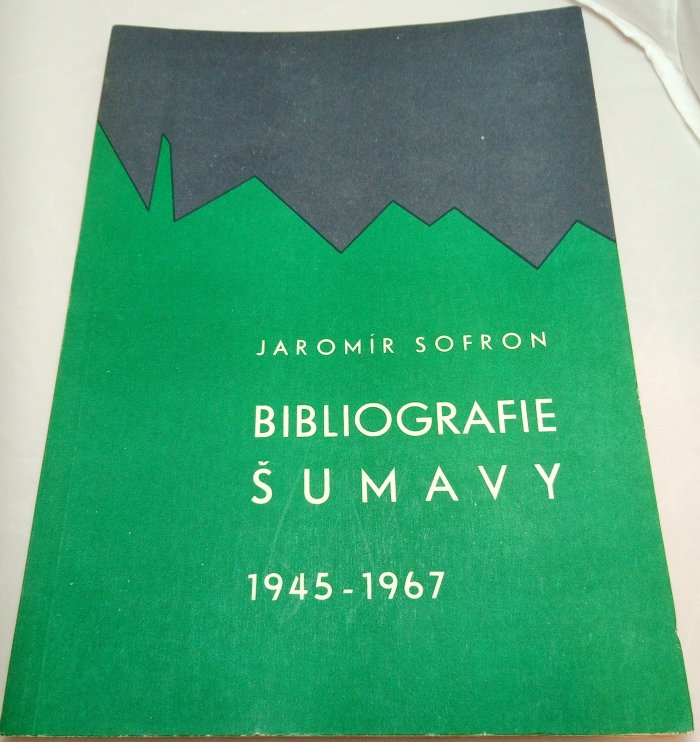 JAROMÍR SOFRON
BIBLIOGRAFIE
ŠUMAVY
1945-1967